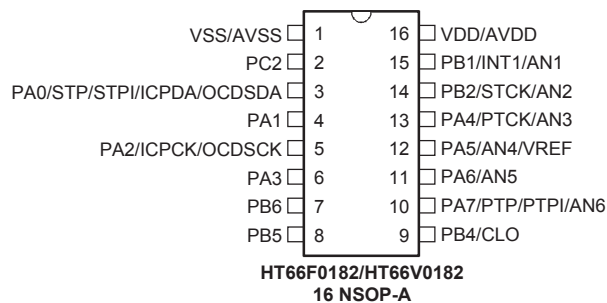 VSS/AVSS 1 16 VDD/AVDD
PC2 2 15 PB1/INT1/AN1
PA0/STP/STPI/ICPDA/OCDSDA 3 14 PB2/STCK/AN2
PA1 4 13 PA4/PTCK/AN3
PA2/ICPCK/OCDSCK 5 12 PA5/AN4/VREF
PA3 6 11 PA6/AN5
PB6 7 10 PA7/PTP/PTPI/AN6
PB5 8 9 PB4/CLO
HT66F0182/HT66V0182
16 NSOP-A